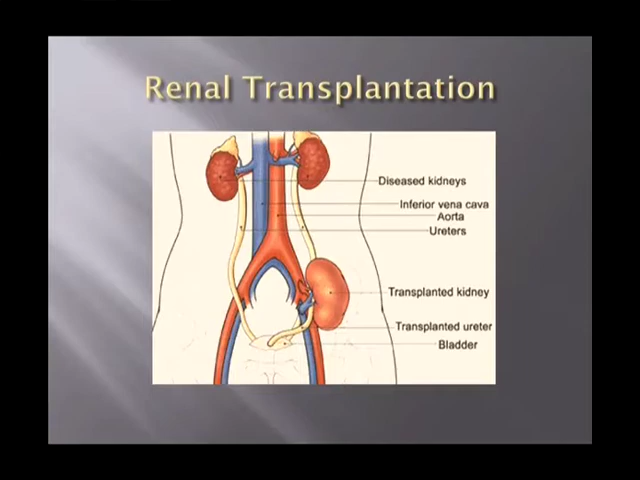 Renal Transplantation
Diseased kidneys
Inferior vena cava
Aorta
Ureters
Transplanted kidney
Transplanted ureter
Bladder